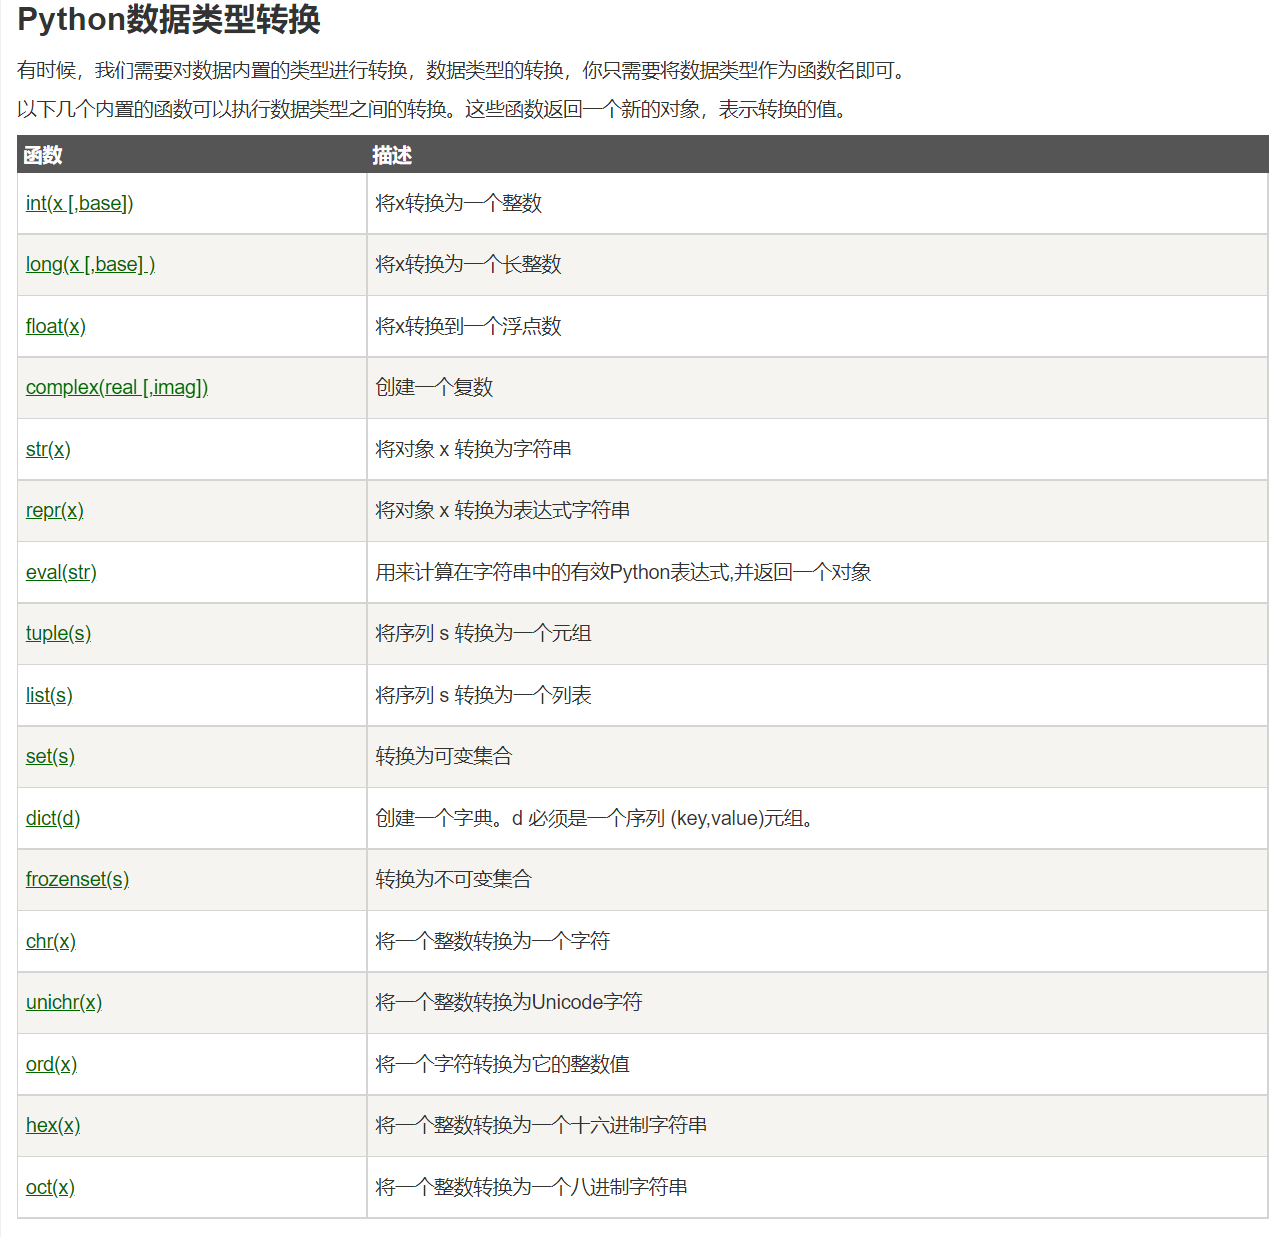 Python数据类型转换
有时候，我们需要对数据内置的类型进行转换，数据类型的转换，你只需要将数据类型作为函数名即可。
以下几个内置的函数可以执行数据类型之间的转换。这些函数返回一个新的对象，表示转换的值。
函数 描述
int(x [,base]) 将x转换为一个整数
long(x [,base] ) 将x转换为一个长整数
float(x) 将x转换到一个浮点数
complex(real [,imag]) 创建一个复数
str(x) 将对象 x 转换为字符串
repr(x) 将对象 x 转换为表达式字符串
eval(str) 用来计算在字符串中的有效Python表达式,并返回一个对象
tuple(s) 将序列 s 转换为一个元组
list(s) 将序列 s 转换为一个列表
set(s) 转换为可变集合
dict(d) 创建一个字典。d 必须是一个序列 (key,value)元组。
frozenset(s) 转换为不可变集合
chr(x) 将一个整数转换为一个字符
unichr(x) 将一个整数转换为Unicode字符
ord(x) 将一个字符转换为它的整数值
hex(x) 将一个整数转换为一个十六进制字符串
oct(x) 将一个整数转换为一个八进制字符串